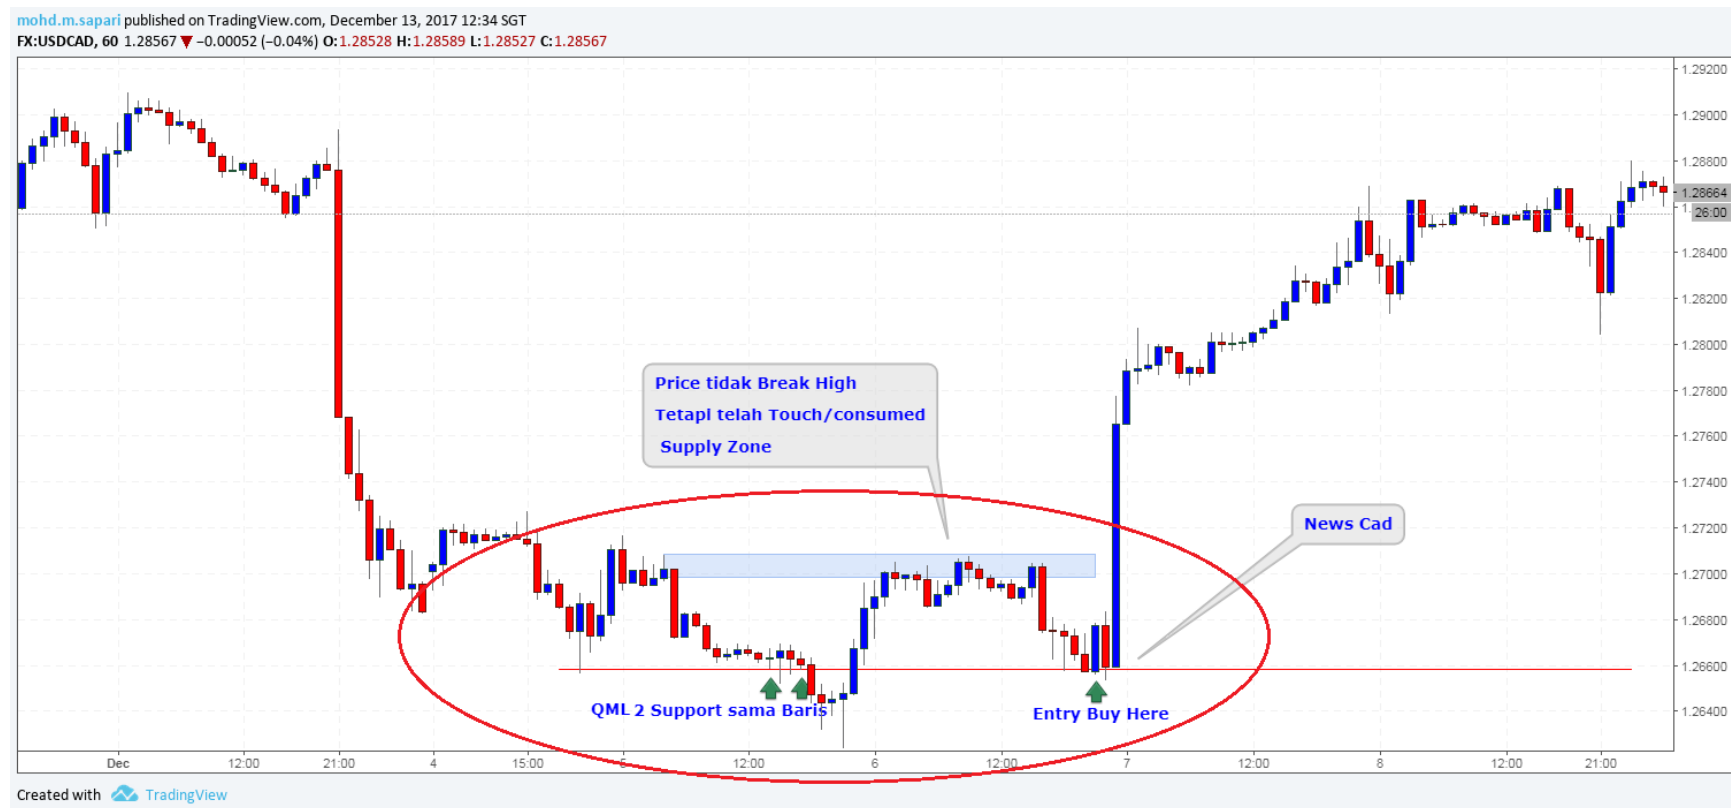 mohd.m.sapari published on TradingView.com, December 13, 2017 12:34 SGT
FX:USDCAD, 60 1.28567 ▼ −0.00052 (−0.04%) O:1.28528 H:1.28589 L:1.28527 C:1.28567
1.29200
1.29000
1.28800
1.28664
26:00
1.28400
1.28200
1.28000
1.27800
1.27600
1.27400
1.27200
1.27000
1.26800
1.26600
1.26400
Price tidak Break High
Tetapl telah Touch/consumed
Supply Zone
News Cad
QML 2 Support sama Baris
Entry Buy Here
Dec 12:00 21:00 4 15:00 12:00 6 12:00 7 12:00 8 12:00 21:00
Created with TradingView